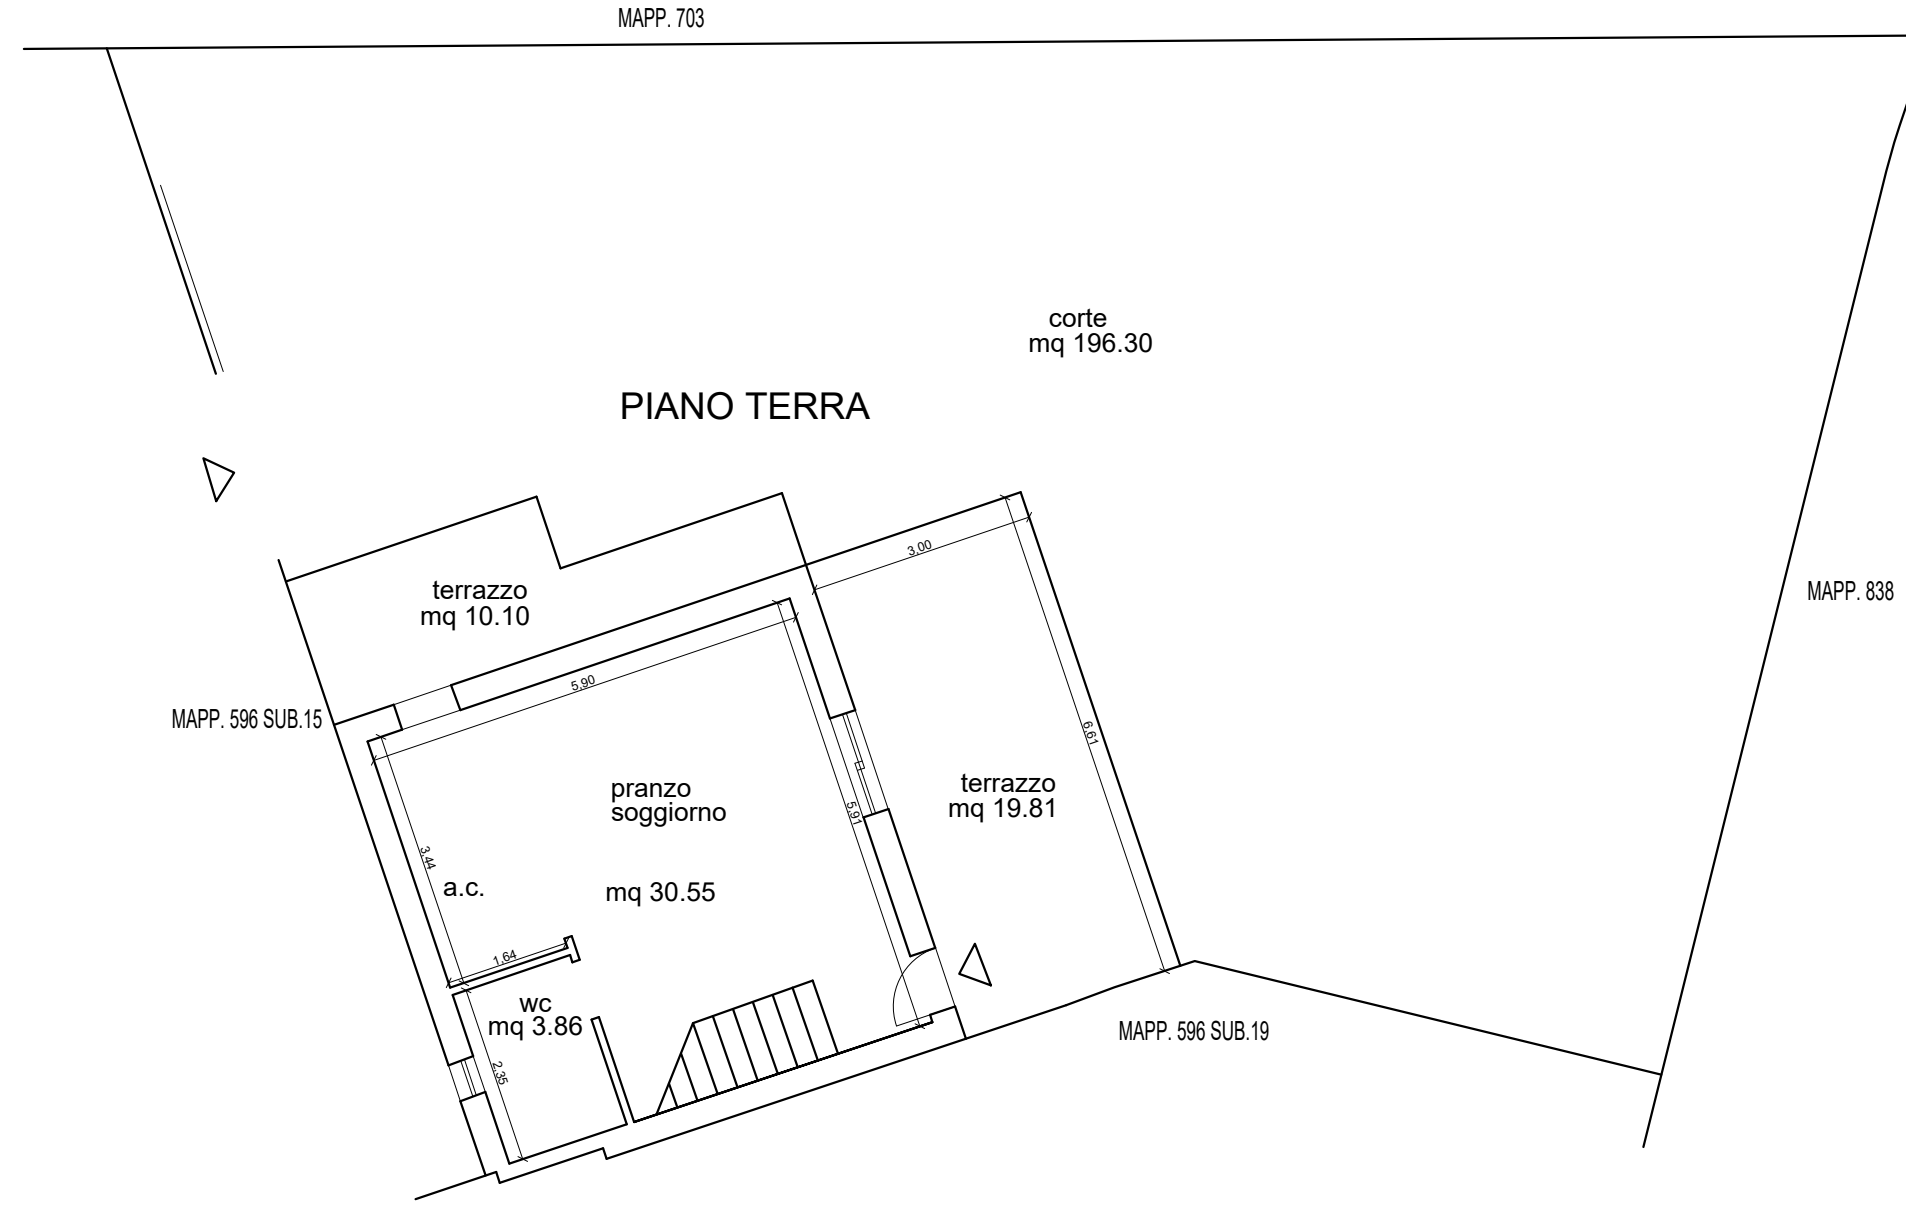 MAPP. 703
corte
mq 196.30
PIANO TERRA
3,00
terrazzo
mq 10.10
MAPP. 838
5,90
MAPP. 596 SUB.15
6,61
pranzo
soggiorno
terrazzo
mq 19.81
5,91
3,44
a.c.
mq 30.55
1,64
wc
mq 3.86
MAPP. 596 SUB.19
2,35